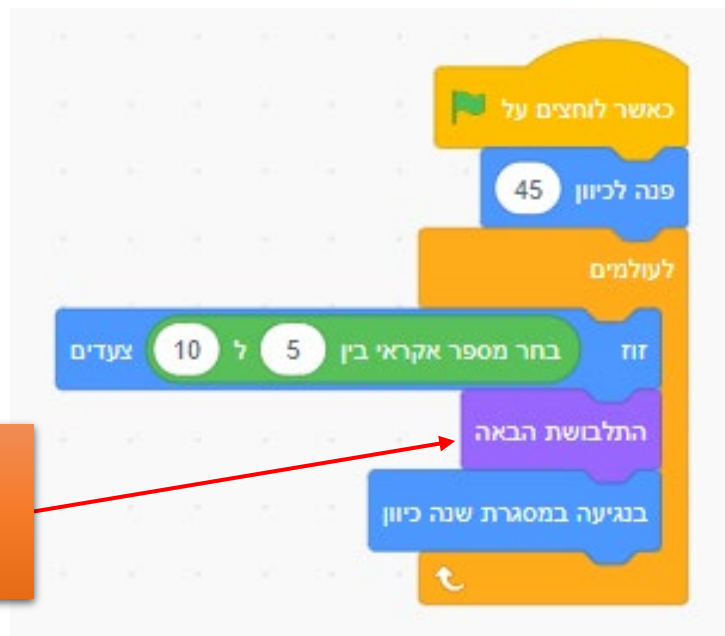 כאשר לוחצים על
פנה לכיוון 45
לעולמים
זוז בחר מספר אקראי בין 5 ל 10 צעדים
התלבושת הבאה
בנגיעה במסגרת שנה כיוון